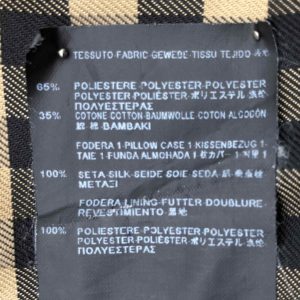 TESSUTO-FABRIC-GEWEBE-TISSU TEJIDO
65% POLIESTERE POLYESTER-POLYESTER
POLYESTER-POLYESTER ポリエステル
ΠΟΛΥΕΣΤΕΡΑΣ
35% COTONE COTTON-BAUMWOLLE-COTON ALGODÓN
綿 棉 BAMBAKI
FODERA 1-PILLOW CASE 1-KISSENBEZUG 1-
TAIE 1-FUNDA ALMOHADA 1
100% SETA SILK-SEIDE SOIE SEDA
ΜΕΤΑΞΙ
FODERA-LINING-FUTTER DOUBLURE-
REVESTIMIENTO 裏地
100% POLIESTERE POLYESTER-POLYESTER
POLYESTER-POLIÉSTER ポリエステル
ΠΟΛΥΕΣΤΕΡΑΣ